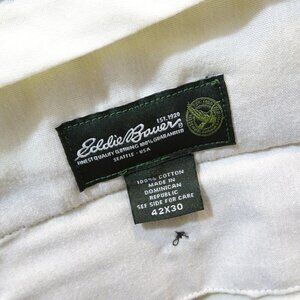 EST. 1920
Eddie Bauer®
FINEST QUALITY CLOTHING 100% GUARANTEED
SEATTLE - USA
100% COTTON
MADE IN
DOMINICAN
REPUBLIC
SEE SIDE FOR CARE
42X30